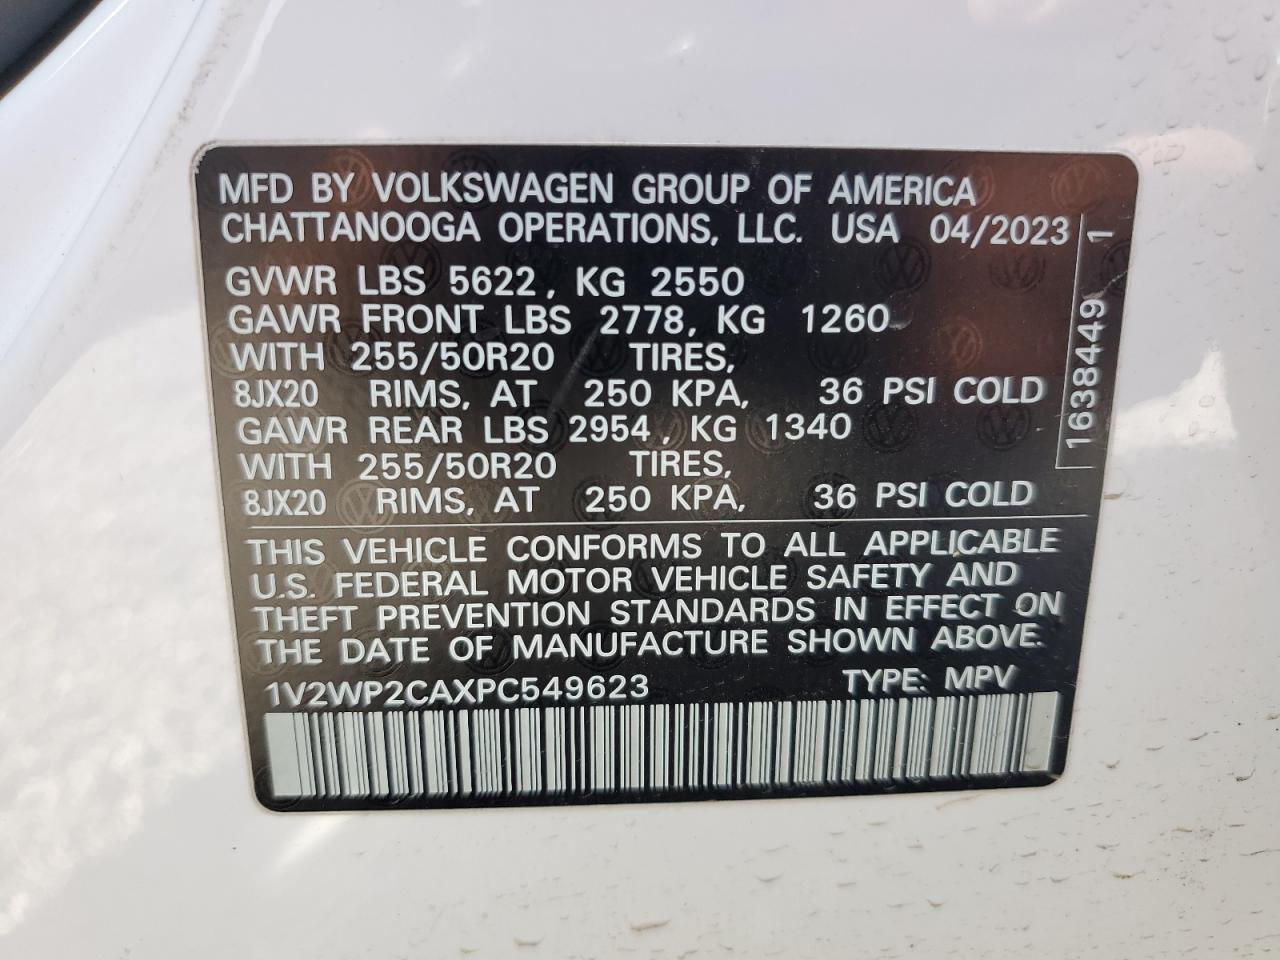 MFD BY VOLKSWAGEN GROUP OF AMERICA
CHATTANOOGA OPERATIONS, LLC. USA 04/2023
GVWR LBS 5622, KG 2550
GAWR FRONT LBS 2778, KG 1260
WITH 255/50R20 TIRES,
8JX20 RIMS, AT 250 KPA, 36 PSI COLD
GAWR REAR LBS 2954, KG 1340
WITH 255/50R20 TIRES,
8JX20 RIMS, AT 250 KPA, 36 PSI COLD
1638449 1
THIS VEHICLE CONFORMS TO ALL APPLICABLE
U.S. FEDERAL MOTOR VEHICLE SAFETY AND
THEFT PREVENTION STANDARDS IN EFFECT ON
THE DATE OF MANUFACTURE SHOWN ABOVE.
1V2WP2CAXPC549623 TYPE: MPV